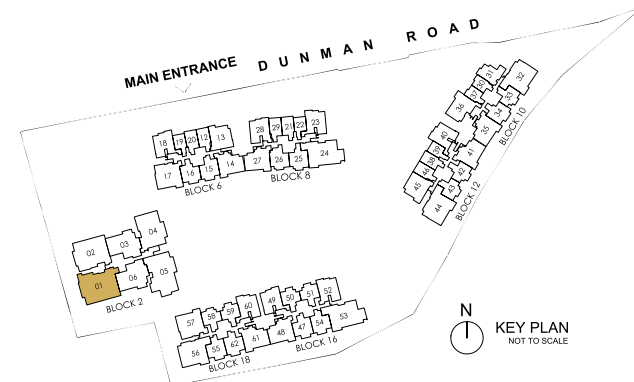 DUNMAN ROAD
MAIN ENTRANCE
18 19 20 12 13
17 16 15 14
BLOCK 6
28 29 21 22 23
27 26 25 24
BLOCK 8
31 32
30
37 33
36 34
35
BLOCK 10
40
39 41
38
46 42
45 43
44
BLOCK 12
02 03 04
01 06 05
BLOCK 2
57 58 59 60
56 55 62 61
BLOCK 18
49 50 51 52
48 47 54 53
BLOCK 16
N
KEY PLAN
NOT TO SCALE